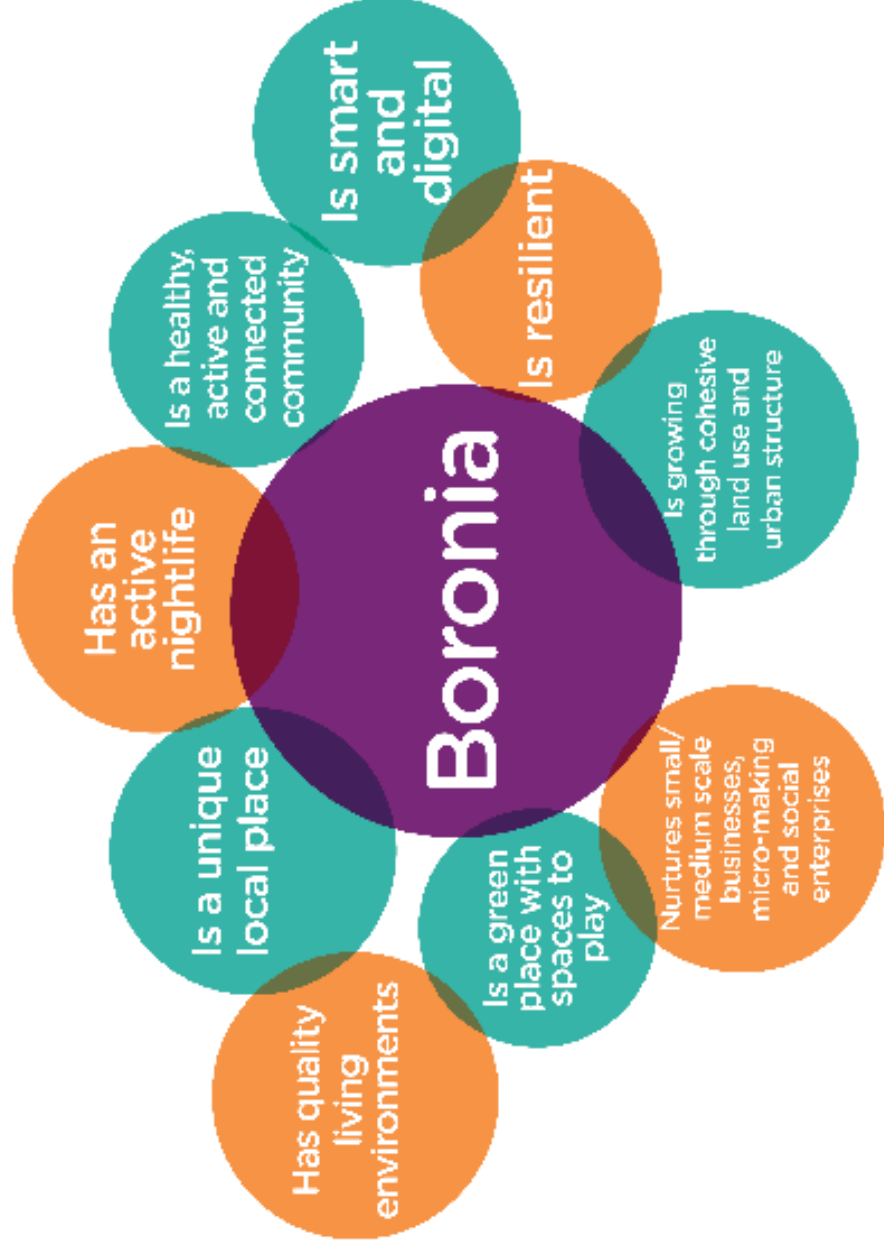 Has an
active
nightlife
Is a unique
local place
Is a healthy,
active and
connected
community
Has quality
living
environments
Is smart
and
digital
Boronia
Is a green
place with
spaces to
play
Is resilient
Nurtures small/
medium scale
businesses,
micro-making
and social
enterprises
Is growing
through cohesive
land use and
urban structure